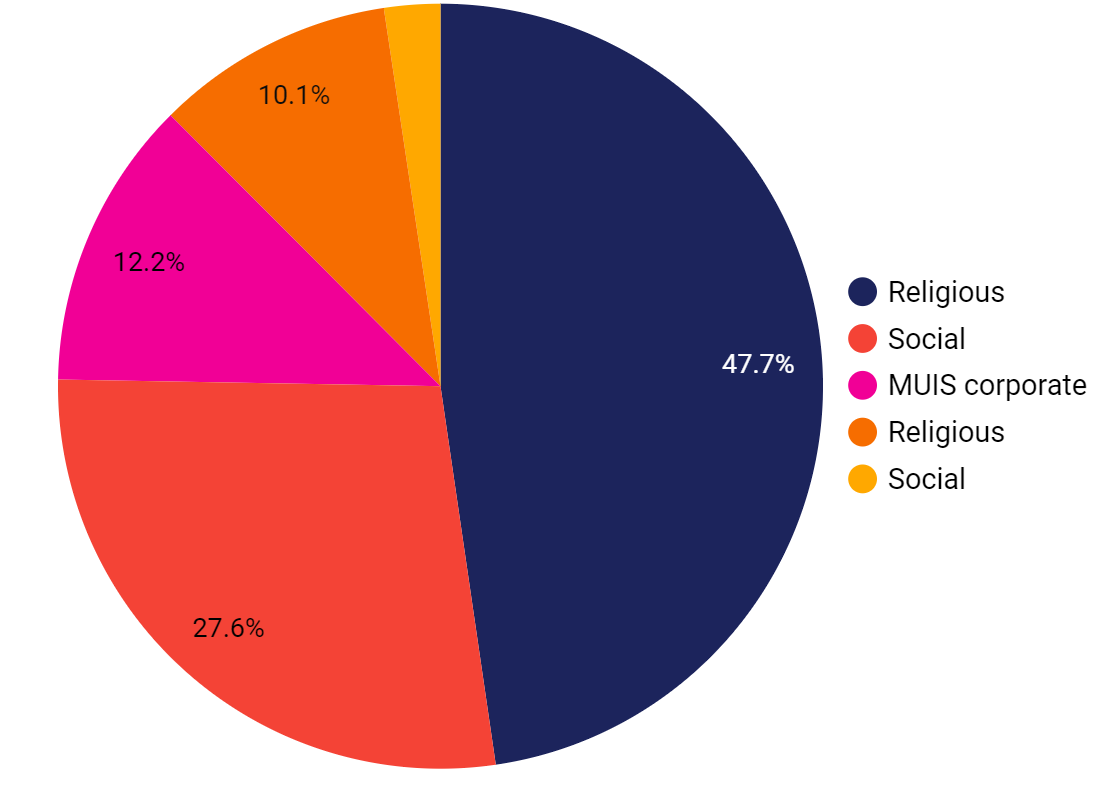 10.1%
12.2%
47.7%
27.6%
Religious
Social
MUIS corporate
Religious
Social